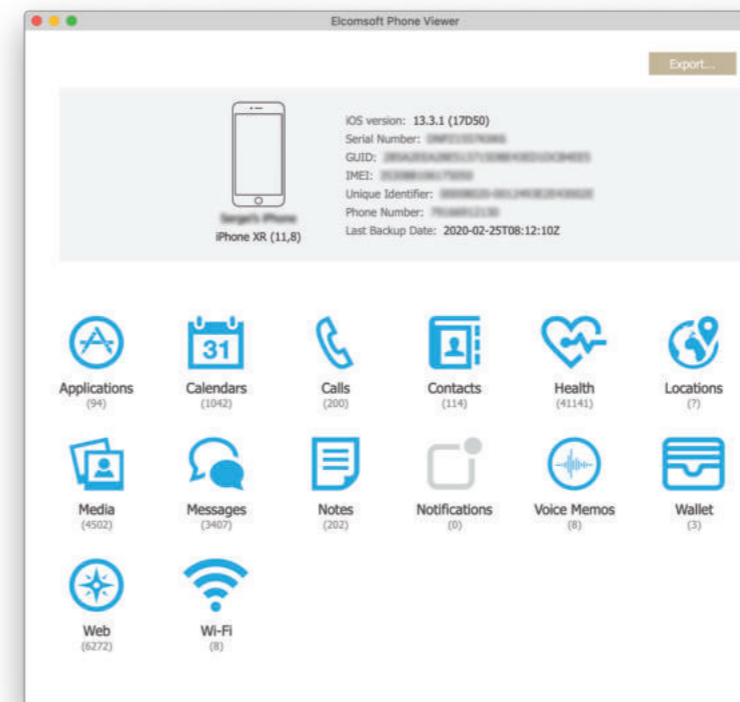 Elcomsoft Phone Viewer
Export...
iOS version: 13.3.1 (17D50)
Serial Number:
GUID:
IMEI:
Unique Identifier:
Phone Number:
iPhone XR (11,8)
Last Backup Date: 2020-02-25T08:12:10Z
31
Applications
(94)
Calendars
(1042)
Calls
(200)
Contacts
(114)
Health
(41141)
Locations
(?)
Media
(4502)
Messages
(3407)
Notes
(202)
Notifications
(0)
Voice Memos
(8)
Wallet
(3)
Web
(6272)
Wi-Fi
(8)